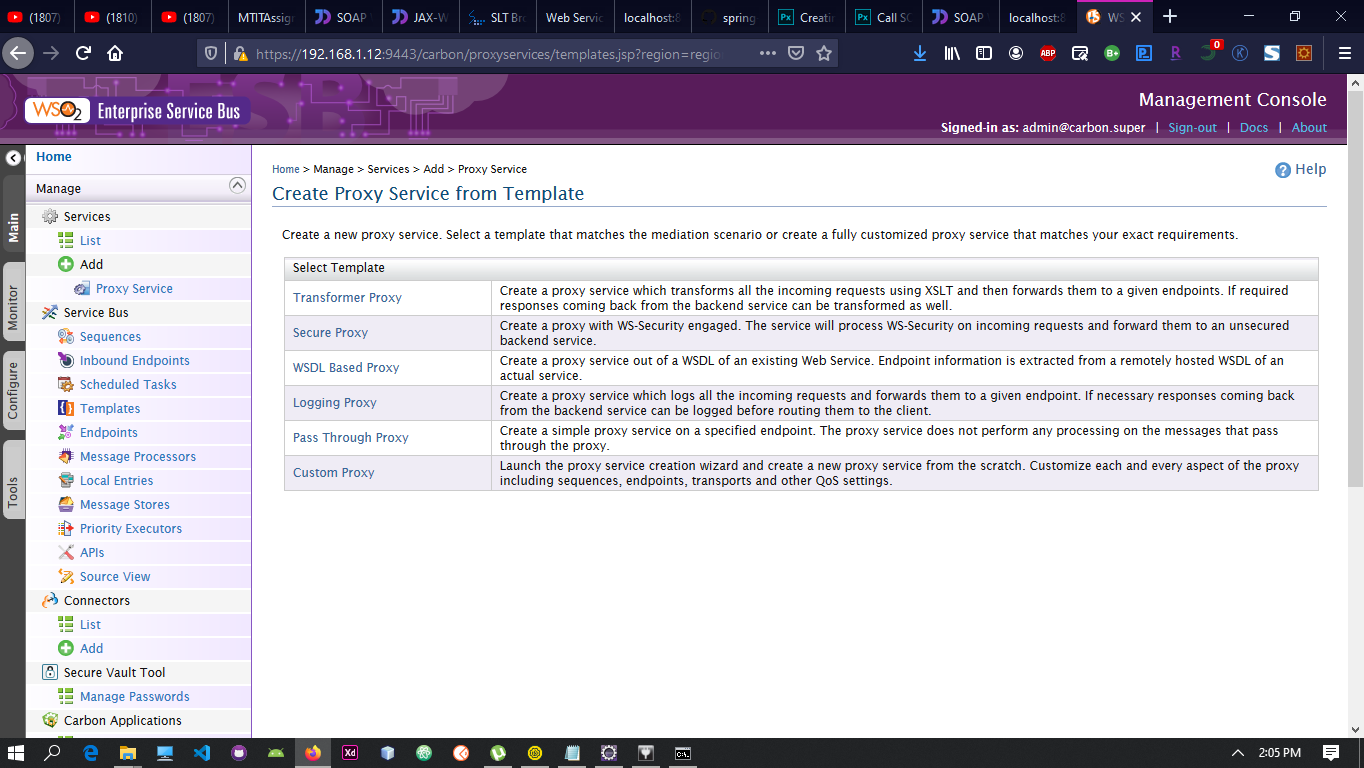 (1807)
(1810)
(1807)
MTITAssig
SOAP
JAX-W
SLT Bro
Web Servic
localhost:8
spring
Creatin
Call SO
SOAP
localhost:8
WS
https://192.168.1.12:9443/carbon/proxyservices/templates.jsp?region=regio
ABP
0
WSO2 Enterprise Service Bus
Management Console
Signed-in as: admin@carbon.super | Sign-out | Docs | About
Main
Monitor
Configure
Tools
Home
Manage
Services
List
Add
Proxy Service
Service Bus
Sequences
Inbound Endpoints
Scheduled Tasks
Templates
Endpoints
Message Processors
Local Entries
Message Stores
Priority Executors
APIs
Source View
Connectors
List
Add
Secure Vault Tool
Manage Passwords
Carbon Applications
Home > Manage > Services > Add > Proxy Service
Help
Create Proxy Service from Template
Create a new proxy service. Select a template that matches the mediation scenario or create a fully customized proxy service that matches your exact requirements.
Select Template
Transformer Proxy
Create a proxy service which transforms all the incoming requests using XSLT and then forwards them to a given endpoints. If required
responses coming back from the backend service can be transformed as well.
Secure Proxy
Create a proxy with WS-Security engaged. The service will process WS-Security on incoming requests and forward them to an unsecured
backend service.
WSDL Based Proxy
Create a proxy service out of a WSDL of an existing Web Service. Endpoint information is extracted from a remotely hosted WSDL of an
actual service.
Logging Proxy
Create a proxy service which logs all the incoming requests and forwards them to a given endpoint. If necessary responses coming back
from the backend service can be logged before routing them to the client.
Pass Through Proxy
Create a simple proxy service on a specified endpoint. The proxy service does not perform any processing on the messages that pass
through the proxy.
Custom Proxy
Launch the proxy service creation wizard and create a new proxy service from the scratch. Customize each and every aspect of the proxy
including sequences, endpoints, transports and other QoS settings.
2:05 PM